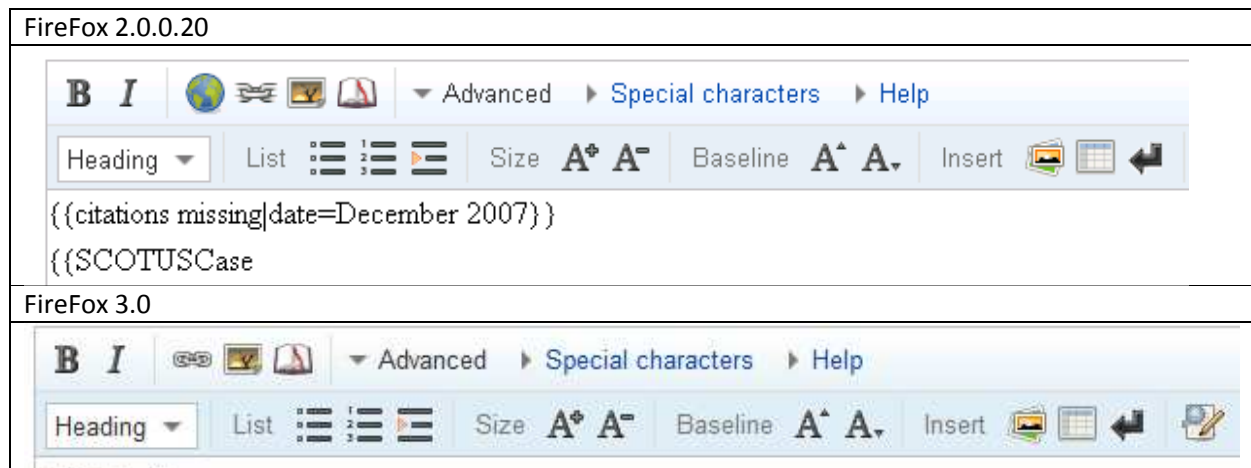 FireFox 2.0.0.20
B I Advanced Special characters Help
Heading List Size A A Baseline A A Insert
{{citations missing|date=December 2007}}
{{SCOTUSCase
FireFox 3.0
B I Advanced Special characters Help
Heading List Size A A Baseline A A Insert